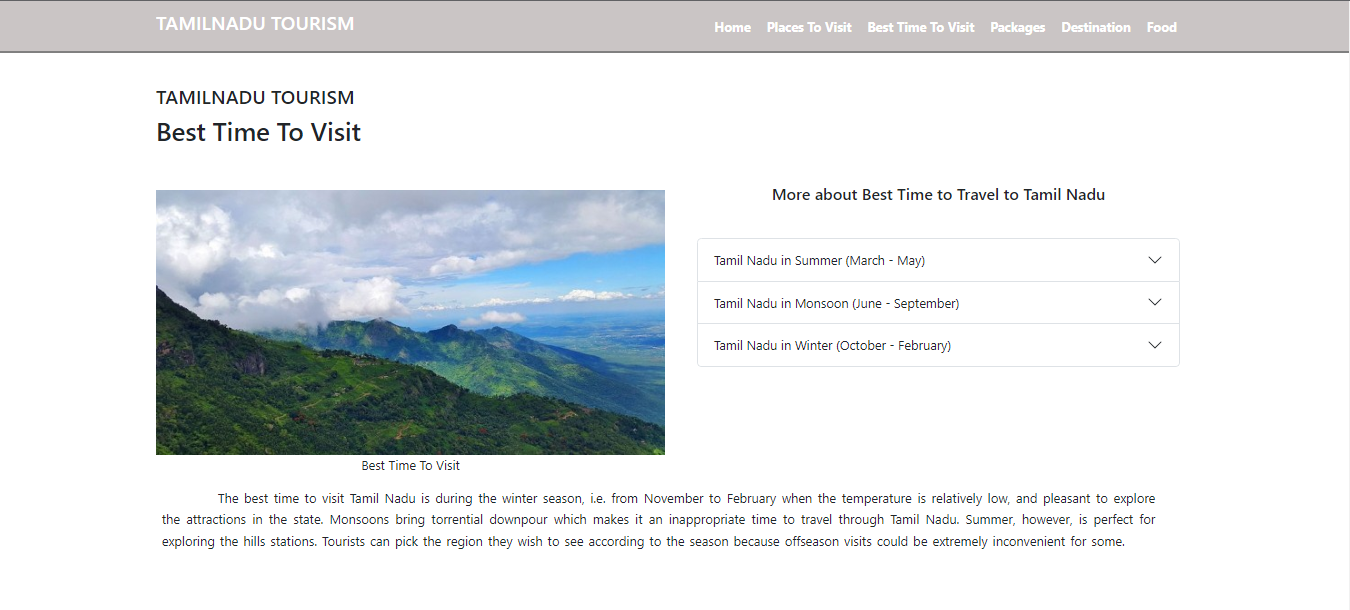 TAMILNADU TOURISM
Home Places To Visit Best Time To Visit Packages Destination Food
TAMILNADU TOURISM
Best Time To Visit
More about Best Time to Travel to Tamil Nadu
Tamil Nadu in Summer (March - May)
Tamil Nadu in Monsoon (June - September)
Tamil Nadu in Winter (October - February)
Best Time To Visit
The best time to visit Tamil Nadu is during the winter season, i.e. from November to February when the temperature is relatively low, and pleasant to explore
the attractions in the state. Monsoons bring torrential downpour which makes it an inappropriate time to travel through Tamil Nadu. Summer, however, is perfect for
exploring the hills stations. Tourists can pick the region they wish to see according to the season because offseason visits could be extremely inconvenient for some.